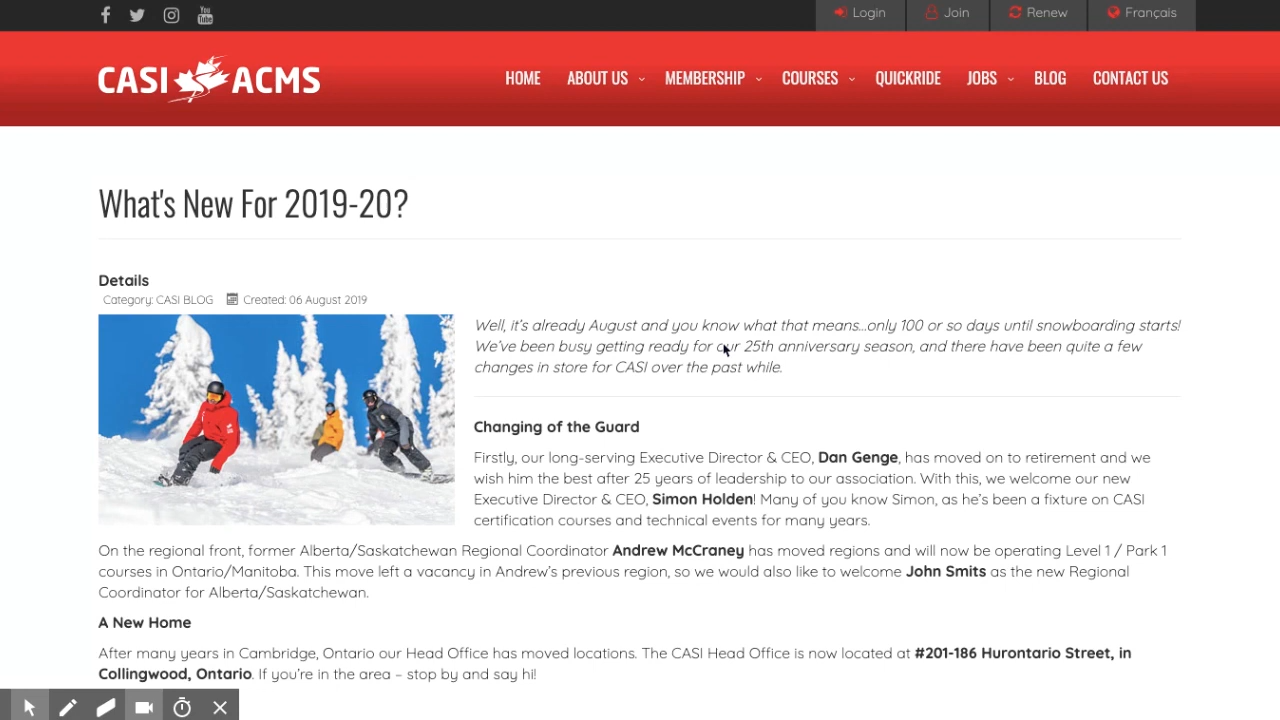 You Tube
Login
Join
Renew
Français
CASI ACMS
HOME
ABOUT US
MEMBERSHIP
COURSES
QUICKRIDE
JOBS
BLOG
CONTACT US
What's New For 2019-20?
Details
Category: CASI BLOG
Created: 06 August 2019
Well, it's already August and you know what that means...only 100 or so days until snowboarding starts!
We've been busy getting ready for our 25th anniversary season, and there have been quite a few
changes in store for CASI over the past while.
Changing of the Guard
Firstly, our long-serving Executive Director & CEO, Dan Genge, has moved on to retirement and we
wish him the best after 25 years of leadership to our association. With this, we welcome our new
Executive Director & CEO, Simon Holden! Many of you know Simon, as he's been a fixture on CASI
certification courses and technical events for many years.
On the regional front, former Alberta/Saskatchewan Regional Coordinator Andrew McCraney has moved regions and will now be operating Level 1 / Park 1
courses in Ontario/Manitoba. This move left a vacancy in Andrew's previous region, so we would also like to welcome John Smits as the new Regional
Coordinator for Alberta/Saskatchewan.
A New Home
After many years in Cambridge, Ontario our Head Office has moved locations. The CASI Head Office is now located at #201-186 Hurontario Street, in
Collingwood, Ontario. If you're in the area – stop by and say hi!